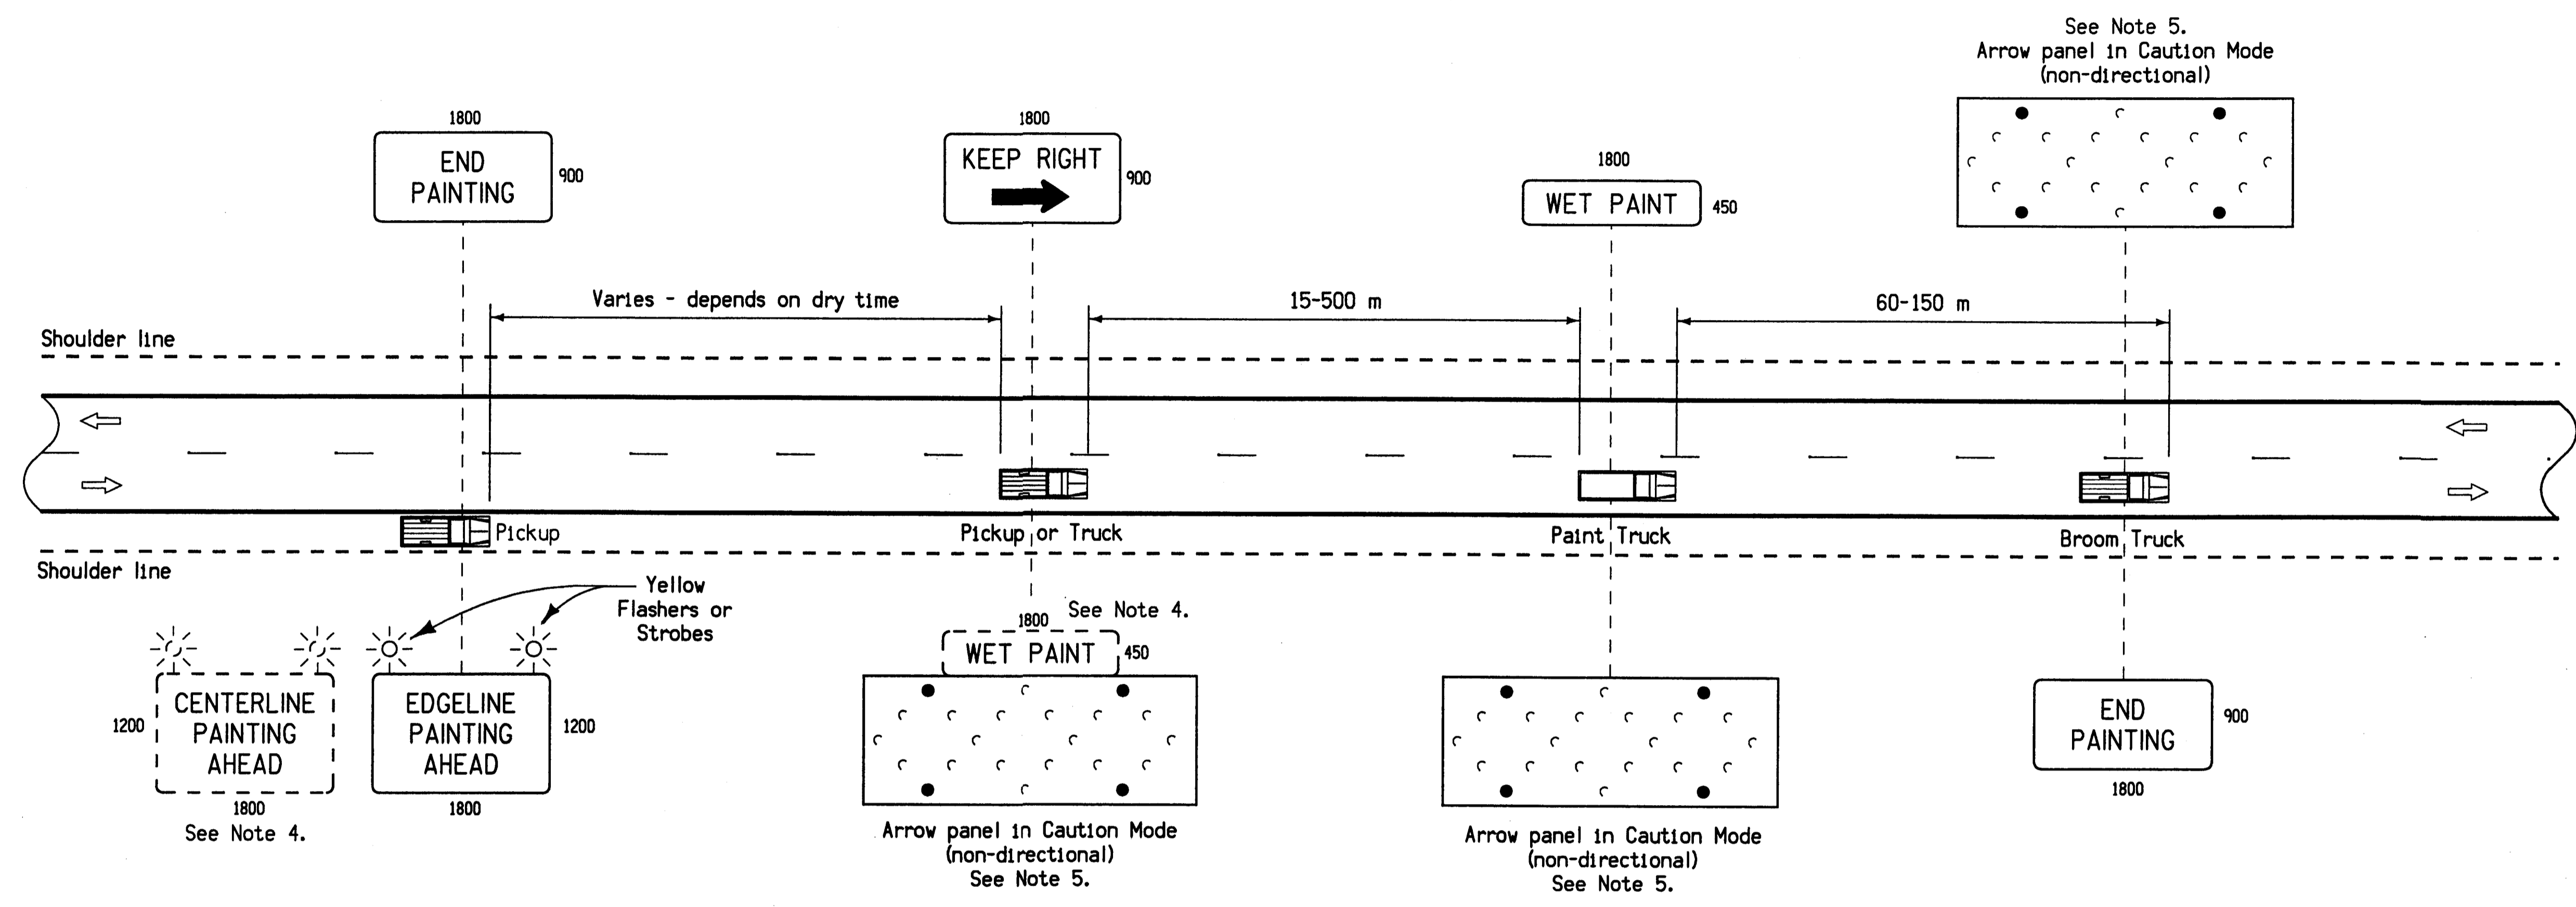 See Note 5.
Arrow panel in Caution Mode
(non-directional)
1800
END
PAINTING
900
1800
KEEP RIGHT
900
1800
WET PAINT
450
Varies - depends on dry time
15-500 m
60-150 m
Shoulder line
Pickup
Pickup or Truck
Paint Truck
Broom Truck
Shoulder line
Yellow
Flashers or
Strobes
CENTERLINE
PAINTING
AHEAD
1200
1800
See Note 4.
EDGELINE
PAINTING
AHEAD
1200
1800
See Note 4.
1800
WET PAINT
450
Arrow panel in Caution Mode
(non-directional)
See Note 5.
Arrow panel in Caution Mode
(non-directional)
See Note 5.
END
PAINTING
900
1800